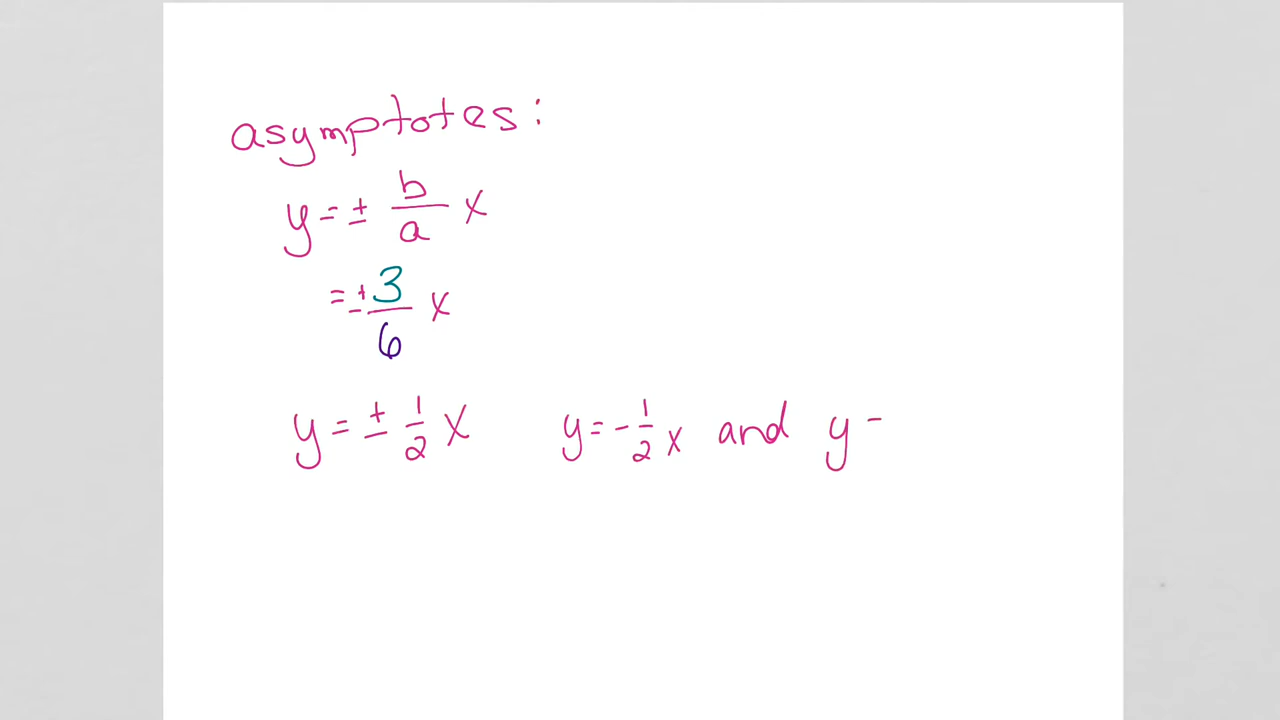 asymptotes:
y = ± b/a x
= ± 3/6 x
y = ± 1/2 x    y = - 1/2 x and y -